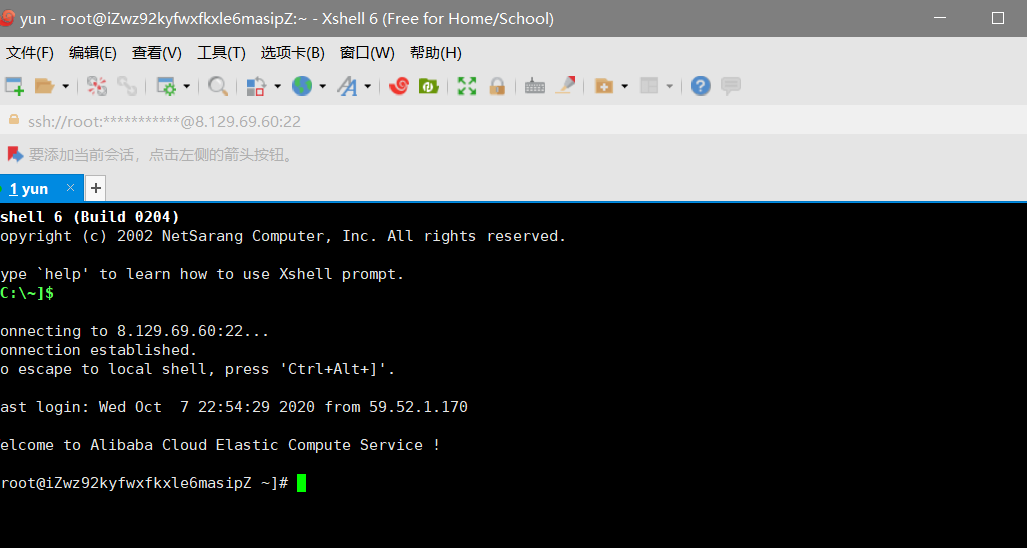 yun - root@iZwz92kyfwxfkxle6masipZ:~ - Xshell 6 (Free for Home/School)
文件(F) 编辑(E) 查看(V) 工具(T) 选项卡(B) 窗口(W) 帮助(H)
ssh://root:***********@8.129.69.60:22
要添加当前会话，点击左侧的箭头按钮。
1 yun × +
shell 6 (Build 0204)
opyright (c) 2002 NetSarang Computer, Inc. All rights reserved.
ype `help' to learn how to use Xshell prompt.
C:\~]$
onnecting to 8.129.69.60:22...
onnection established.
o escape to local shell, press 'Ctrl+Alt+]'.
ast login: Wed Oct  7 22:54:29 2020 from 59.52.1.170
elcome to Alibaba Cloud Elastic Compute Service !
root@iZwz92kyfwxfkxle6masipZ ~]#